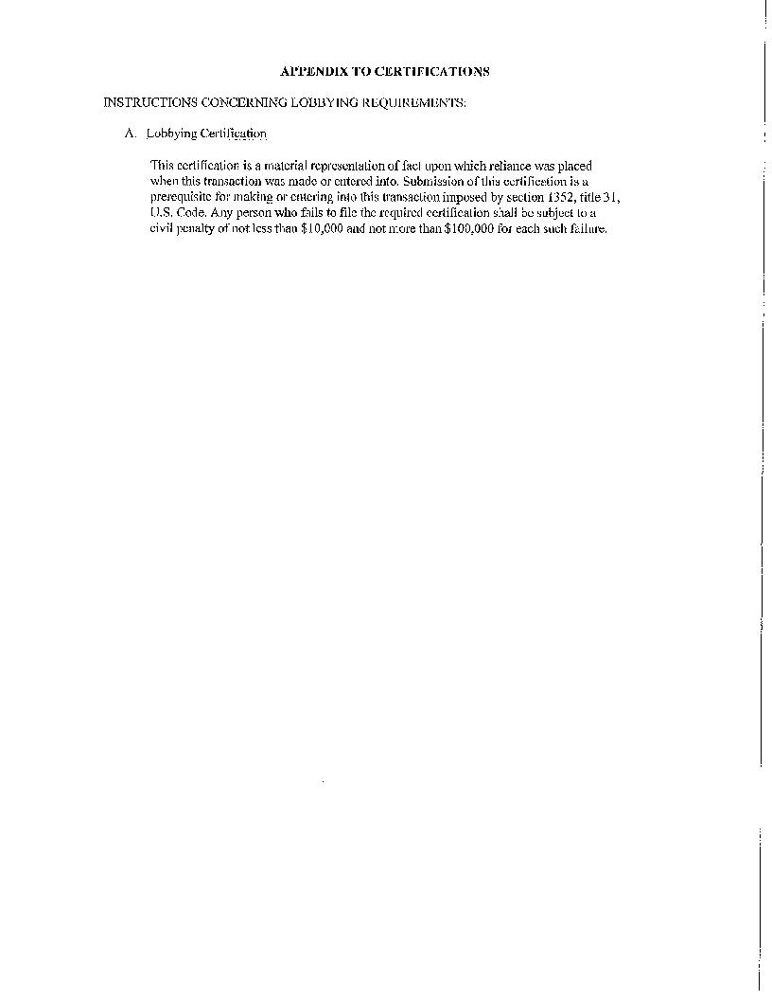 APPENDIX TO CERTIFICATIONS
INSTRUCTIONS CONCERNING LOBBYING REQUIREMENTS:
A. Lobbying Certification
This certification is a material representation of fact upon which reliance was placed
when this transaction was made or entered into. Submission of this certification is a
prerequisite for making or entering into this transaction imposed by section 1352, title 31,
U.S. Code. Any person who fails to file the required certification shall be subject to a
civil penalty of not less than $10,000 and not more than $100,000 for each such failure.